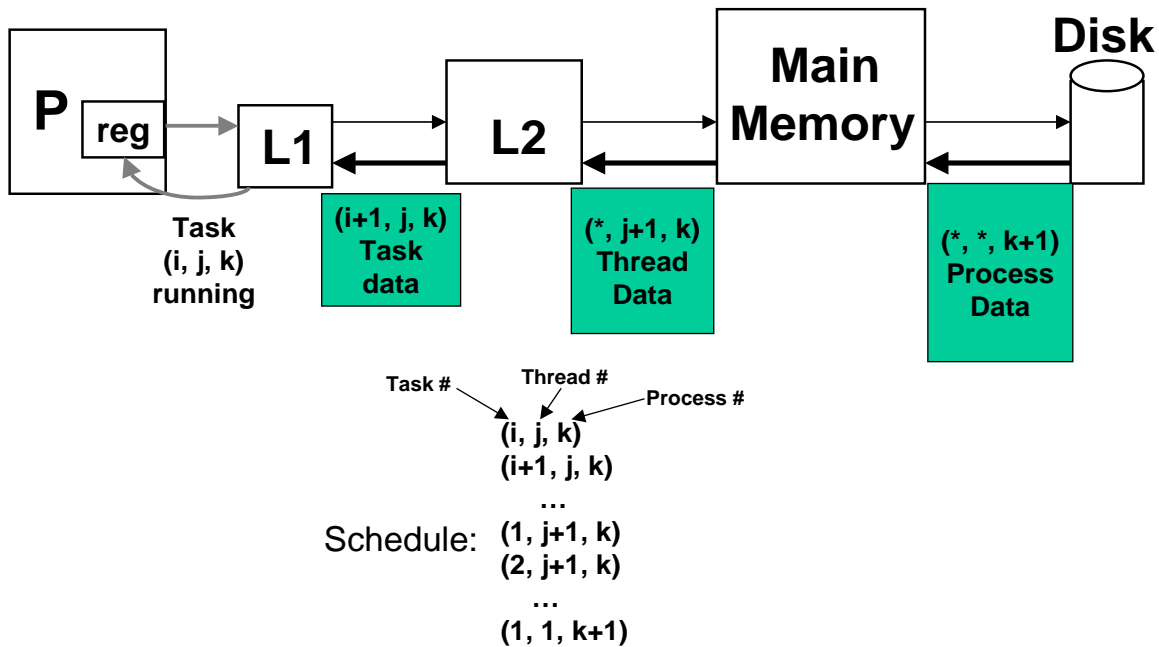 P
reg
L1
L2
Main
Memory
Disk
Task
(i, j, k)
running
(i+1, j, k)
Task
data
(*, j+1, k)
Thread
Data
(*, *, k+1)
Process
Data
Task #
Thread #
Process #
Schedule:
(i, j, k)
(i+1, j, k)
...
(1, j+1, k)
(2, j+1, k)
...
(1, 1, k+1)